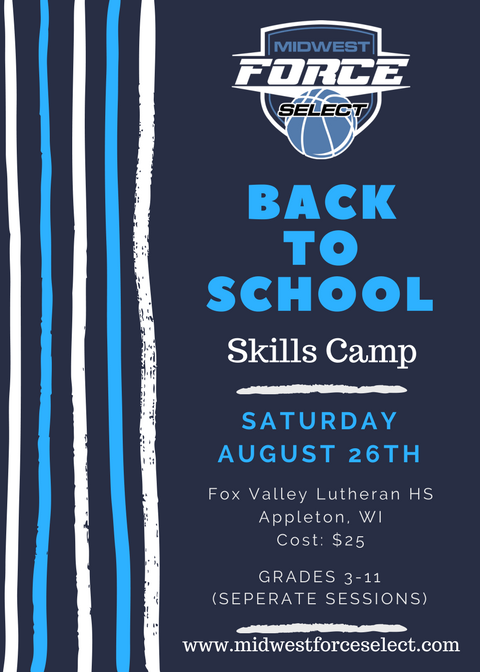 MIDWEST
FORCE
SELECT
BACK
TO
SCHOOL
Skills Camp
SATURDAY
AUGUST 26TH
Fox Valley Lutheran HS
Appleton, WI
Cost: $25
GRADES 3-11
(SEPERATE SESSIONS)
www.midwestforceselect.com